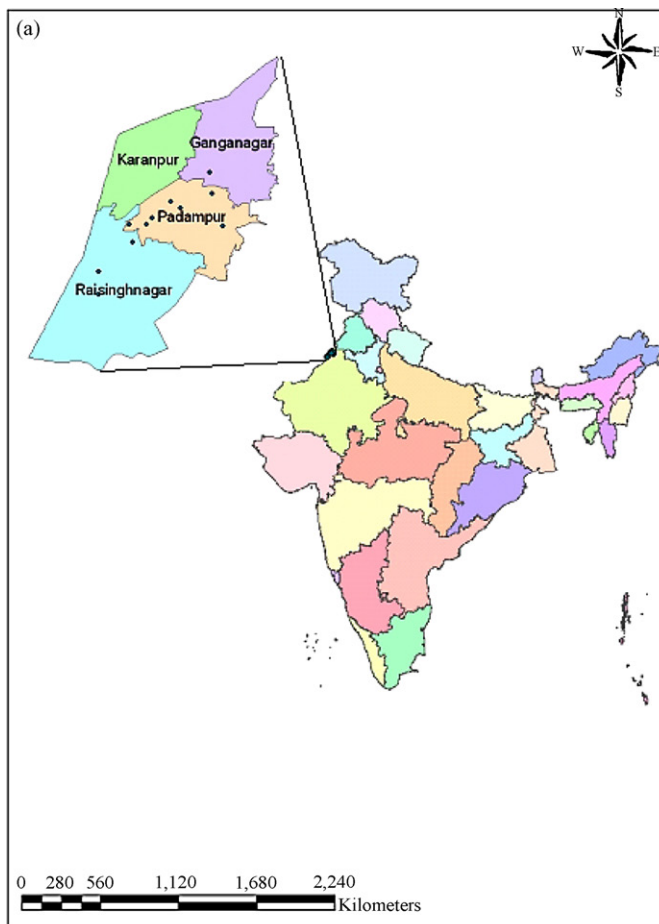 (a)
N
W E
S
Ganganagar
Karanpur
Padampur
Raisinghnagar
0 280 560 1,120 1,680 2,240
Kilometers